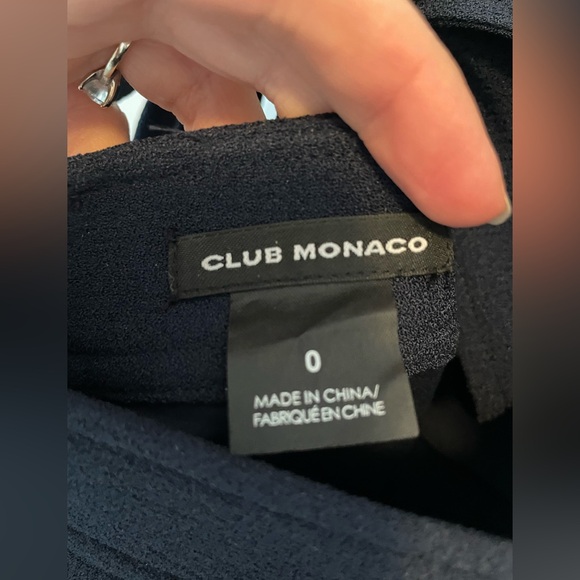 CLUB MONACO
0
MADE IN CHINA/
FABRIQUÉ EN CHINE